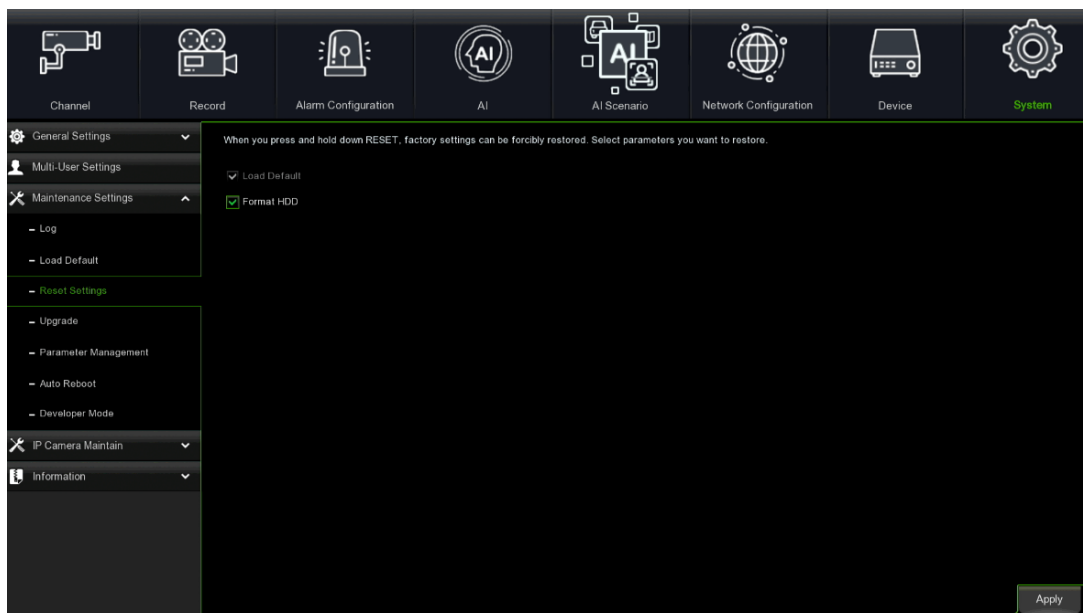 AI
AI
Channel
Record
Alarm Configuration
AI
AI Scenario
Network Configuration
Device
System
General Settings
When you press and hold down RESET, factory settings can be forcibly restored. Select parameters you want to restore.
Multi-User Settings
Load Default
Maintenance Settings
Format HDD
– Log
– Load Default
– Reset Settings
– Upgrade
– Parameter Management
– Auto Reboot
– Developer Mode
IP Camera Maintain
Information
Apply